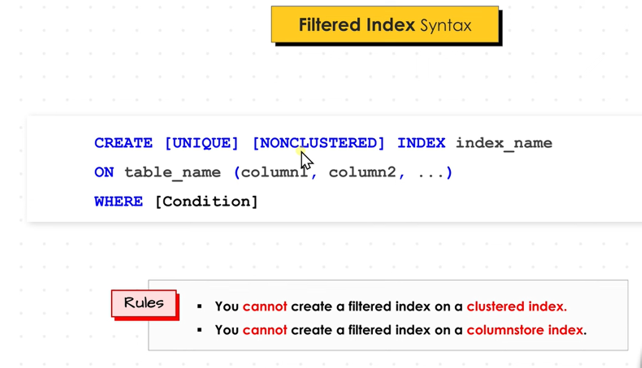 Filtered Index Syntax
CREATE [UNIQUE] [NONCLUSTERED] INDEX index_name
ON table_name (column1, column2, ...)
WHERE [Condition]
Rules
▪ You cannot create a filtered index on a clustered index.
▪ You cannot create a filtered index on a columnstore index.